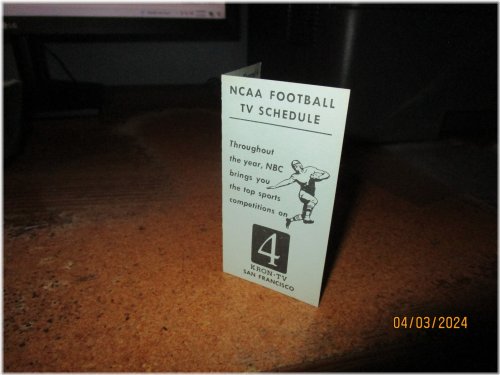 NCAA FOOTBALL
TV SCHEDULE
Throughout
the year, NBC
brings you
the top sports
competitions on
4
KRON·TV
SAN FRANCISCO
04/03/2024